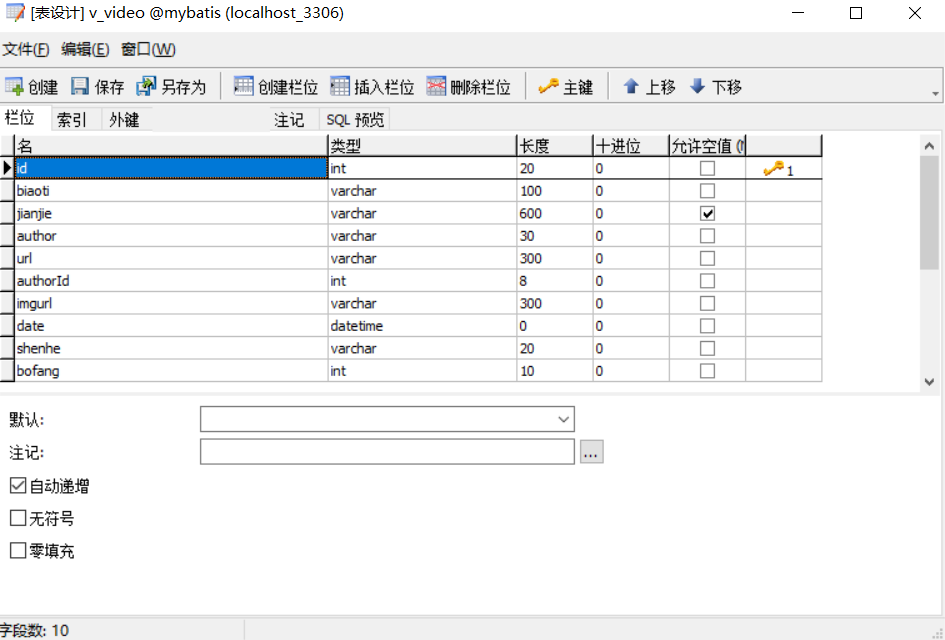 [表设计] v_video @mybatis (localhost_3306)
文件(F) 编辑(E) 窗口(W)
创建 保存 另存为 创建栏位 插入栏位 删除栏位 主键 上移 下移
栏位 索引 外键 注记 SQL 预览
名 类型 长度 十进位 允许空值 (
id int 20 0 1
biaoti varchar 100 0
jianjie varchar 600 0
author varchar 30 0
url varchar 300 0
authorId int 8 0
imgurl varchar 300 0
date datetime 0 0
shenhe varchar 20 0
bofang int 10 0
默认:
注记:
...
自动递增
无符号
零填充
字段数: 10